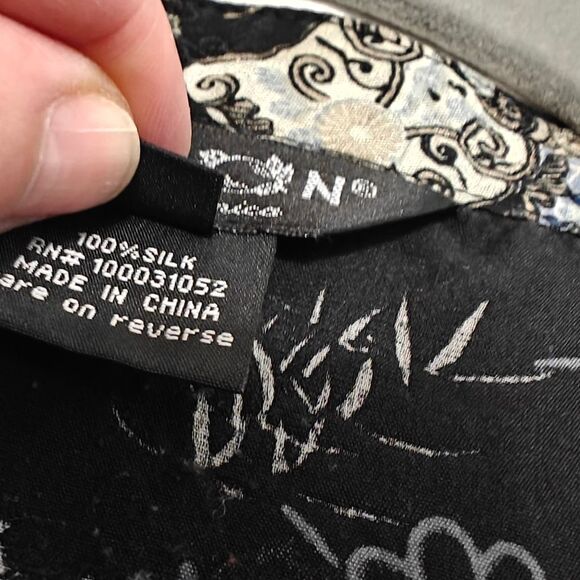 N°
100% SILK
RN# 100031052
MADE IN CHINA
are on reverse